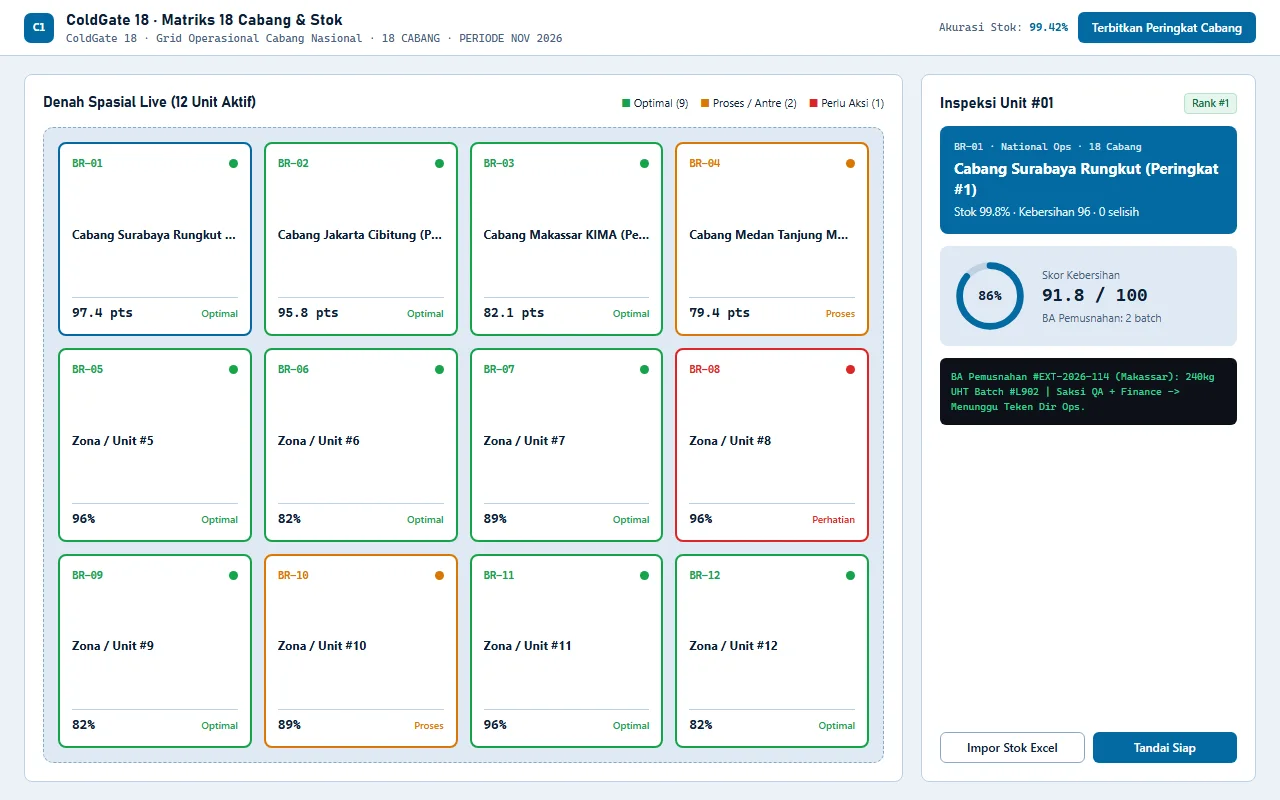 C1
ColdGate 18 · Matriks 18 Cabang & Stok
ColdGate 18 · Grid Operasional Cabang Nasional · 18 CABANG · PERIODE NOV 2026
Akurasi Stok: 99.42%
Terbitkan Peringkat Cabang
Denah Spasial Live (12 Unit Aktif)
Optimal (9)
Proses / Antre (2)
Perlu Aksi (1)
BR-01
Cabang Surabaya Rungkut ...
97.4 pts
Optimal
BR-02
Cabang Jakarta Cibitung (P...
95.8 pts
Optimal
BR-03
Cabang Makassar KIMA (Pe...
82.1 pts
Optimal
BR-04
Cabang Medan Tanjung M...
79.4 pts
Proses
BR-05
Zona / Unit #5
96%
Optimal
BR-06
Zona / Unit #6
82%
Optimal
BR-07
Zona / Unit #7
89%
Optimal
BR-08
Zona / Unit #8
96%
Perhatian
BR-09
Zona / Unit #9
82%
Optimal
BR-10
Zona / Unit #10
89%
Proses
BR-11
Zona / Unit #11
96%
Optimal
BR-12
Zona / Unit #12
82%
Optimal
Inspeksi Unit #01
Rank #1
BR-01 · National Ops · 18 Cabang
Cabang Surabaya Rungkut (Peringkat
#1)
Stok 99.8% · Kebersihan 96 · 0 selisih
86%
Skor Kebersihan
91.8 / 100
BA Pemusnahan: 2 batch
BA Pemusnahan #EXT-2026-114 (Makassar): 240kg
UHT Batch #L902 | Saksi QA + Finance ->
Menunggu Teken Dir Ops.
Impor Stok Excel
Tandai Siap